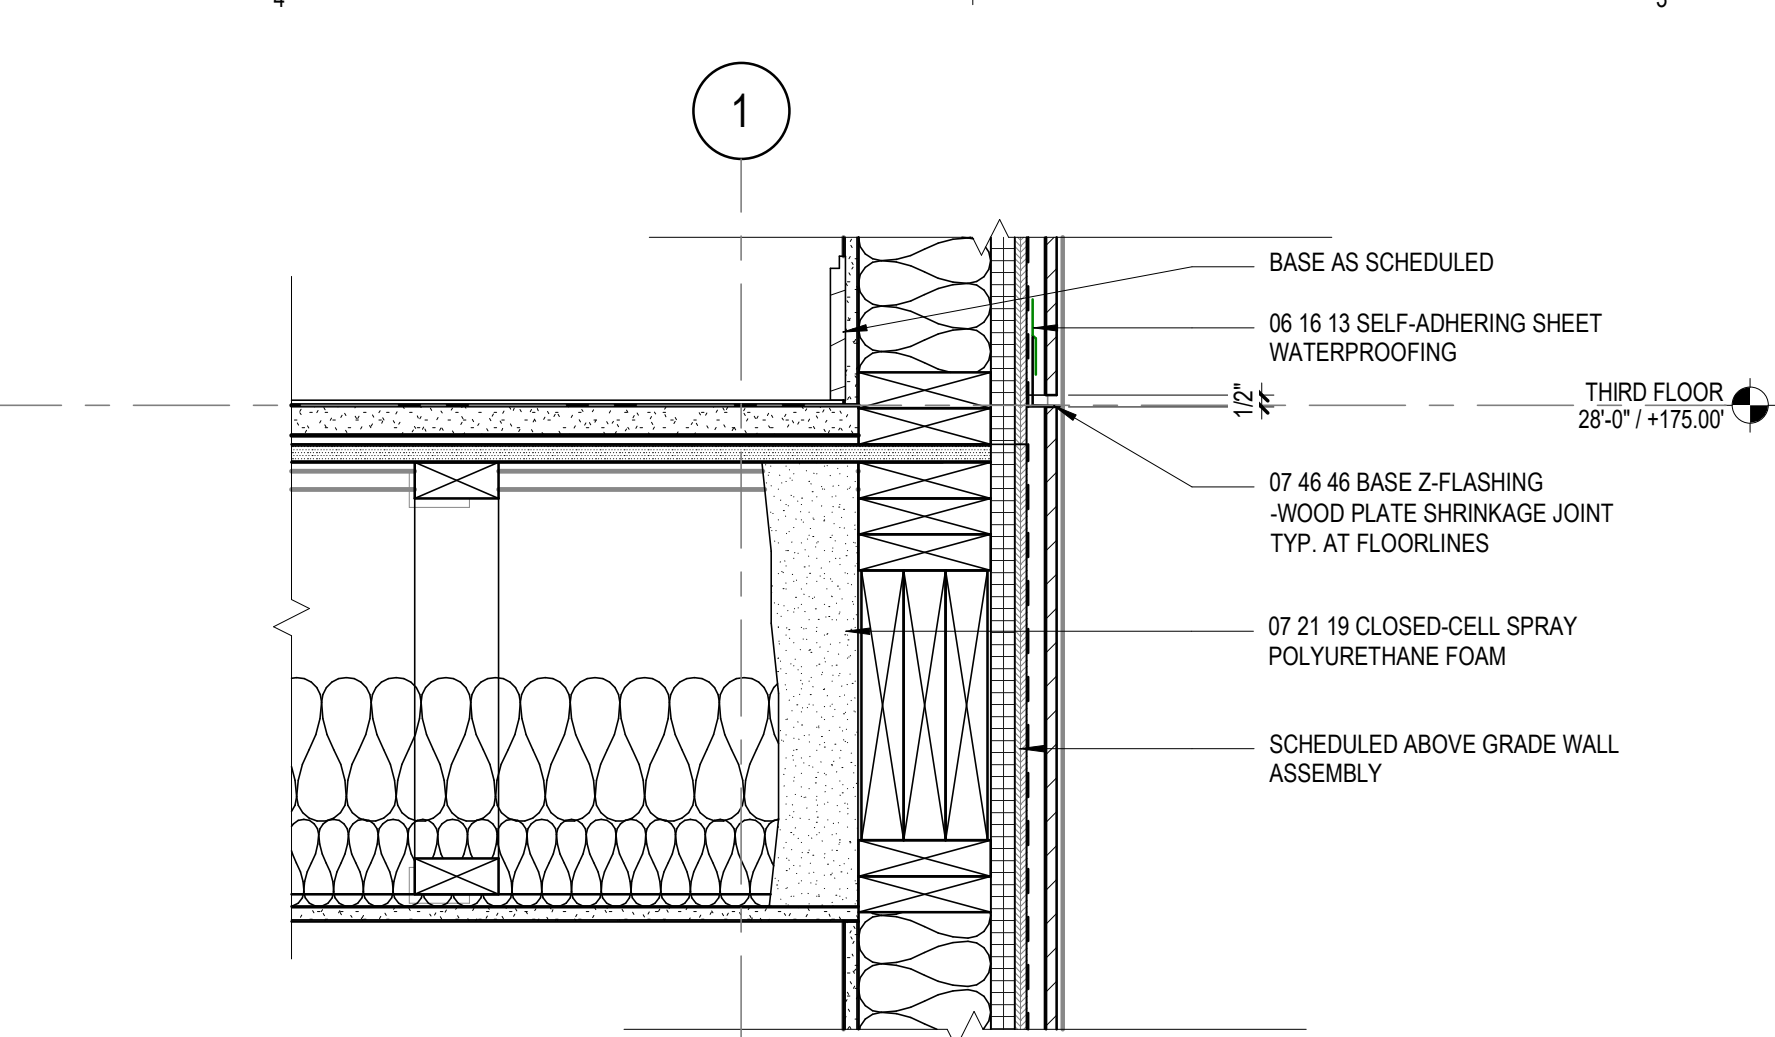 1
BASE AS SCHEDULED
06 16 13 SELF-ADHERING SHEET
WATERPROOFING
1/2"
THIRD FLOOR
28'-0" / +175.00'
07 46 46 BASE Z-FLASHING
-WOOD PLATE SHRINKAGE JOINT
TYP. AT FLOORLINES
07 21 19 CLOSED-CELL SPRAY
POLYURETHANE FOAM
SCHEDULED ABOVE GRADE WALL
ASSEMBLY